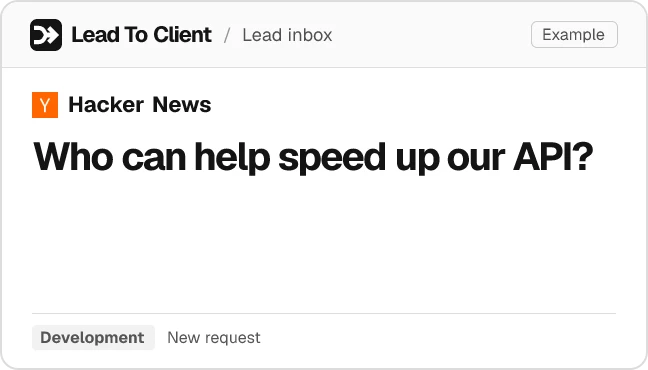 Lead To Client / Lead inbox Example
Y Hacker News
Who can help speed up our API?
Development New request